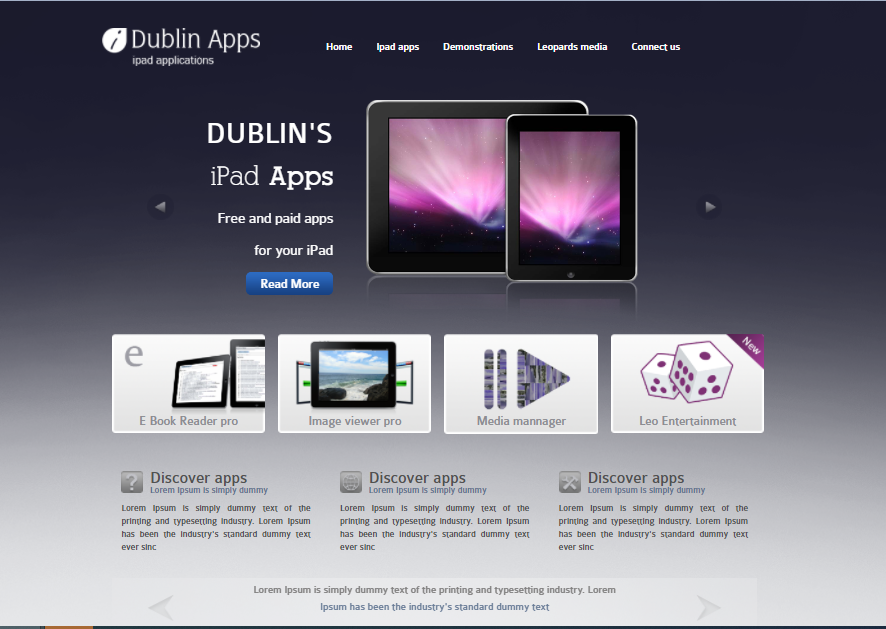 i Dublin Apps
ipad applications
Home Ipad apps Demonstrations Leopards media Connect us
DUBLIN'S
iPad Apps
Free and paid apps
for your iPad
Read More
e
E Book Reader pro
Image viewer pro
Media mannager
New
Leo Entertainment
? Discover apps
Lorem Ipsum is simply dummy
Lorem Ipsum is simply dummy text of the
printing and typesetting industry. Lorem Ipsum
has been the industry's standard dummy text
ever sinc
Discover apps
Lorem Ipsum is simply dummy
Lorem Ipsum is simply dummy text of the
printing and typesetting industry. Lorem Ipsum
has been the industry's standard dummy text
ever sinc
Discover apps
Lorem Ipsum is simply dummy
Lorem Ipsum is simply dummy text of the
printing and typesetting industry. Lorem Ipsum
has been the industry's standard dummy text
ever sinc
Lorem Ipsum is simply dummy text of the printing and typesetting industry. Lorem
Ipsum has been the industry's standard dummy text